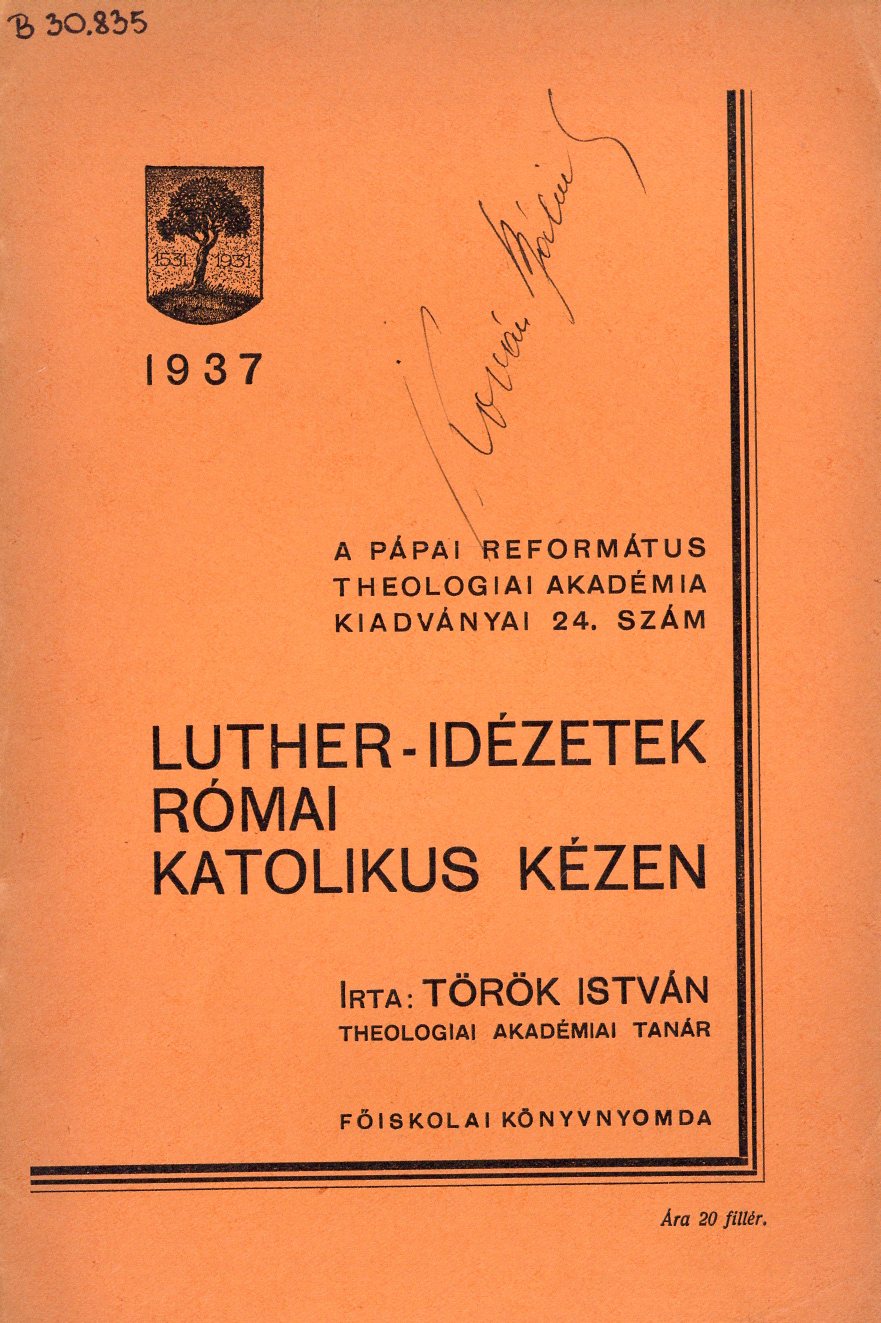 B 30.835
1531 1931
1937
A PÁPAI REFORMÁTUS
THEOLOGIAI AKADÉMIA
KIADVÁNYAI 24. SZÁM
LUTHER-IDÉZETEK
RÓMAI
KATOLIKUS KÉZEN
IRTA: TÖRÖK ISTVÁN
THEOLOGIAI AKADÉMIAI TANÁR
FŐISKOLAI KÖNYVNYOMDA
Ára 20 fillér.